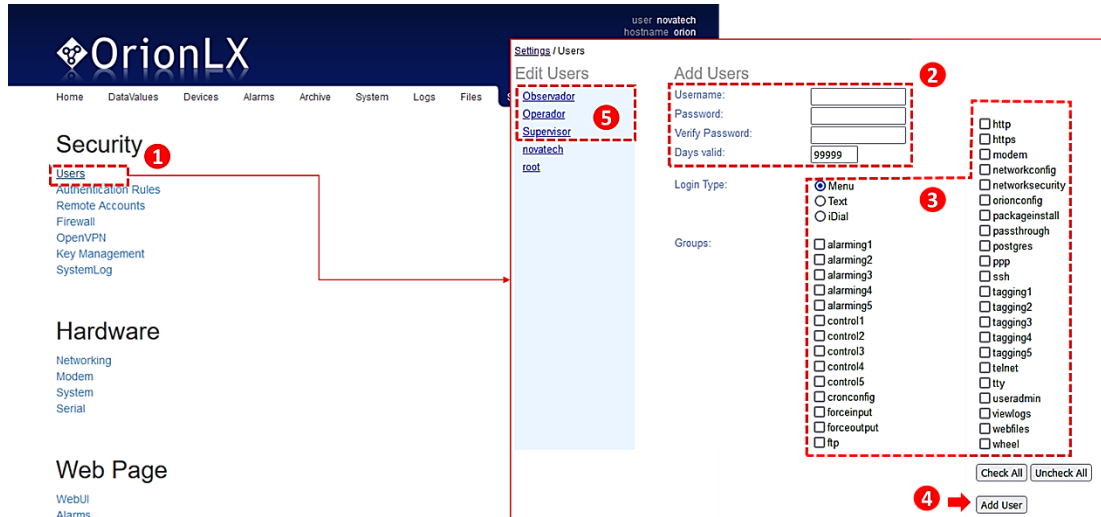 user novatech
hostname orion
OrionLX
Home DataValues Devices Alarms Archive System Logs Files
Security
1
Users
Authentication Rules
Remote Accounts
Firewall
OpenVPN
Key Management
SystemLog
Hardware
Networking
Modem
System
Serial
Web Page
WebUI
Alarms
Settings / Users
Edit Users
Observador
Operador
Supervisor
5
novatech
root
Add Users
2
Username:
Password:
Verify Password:
Days valid: 99999
Login Type:
Menu
Text
iDial
3
Groups:
alarming1
alarming2
alarming3
alarming4
alarming5
control1
control2
control3
control4
control5
cronconfig
forceinput
forceoutput
ftp
http
https
modem
networkconfig
networksecurity
orionconfig
packageinstall
passthrough
postgres
ppp
ssh
tagging1
tagging2
tagging3
tagging4
tagging5
telnet
tty
useradmin
viewlogs
webfiles
wheel
Check All Uncheck All
4
Add User